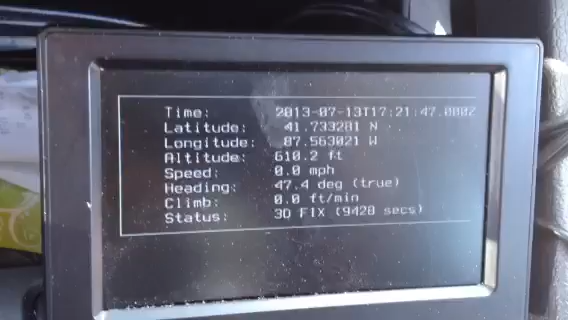 Time: 2013-07-13T17:21:47.000Z
Latitude: 41.733281 N
Longitude: 87.563021 W
Altitude: 610.2 ft
Speed: 0.0 mph
Heading: 47.4 deg (true)
Climb: 0.0 ft/min
Status: 3D FIX (9428 secs)